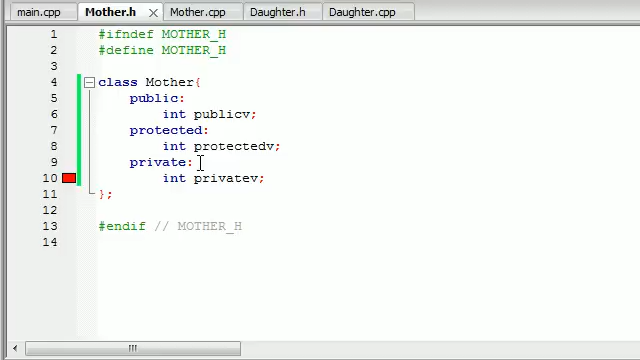 main.cpp Mother.h Mother.cpp Daughter.h Daughter.cpp
1 #ifndef MOTHER_H
2 #define MOTHER_H
3
4 class Mother{
5 public:
6 int publicv;
7 protected:
8 int protectedv;
9 private:
10 int privatev;
11 };
12
13 #endif // MOTHER_H
14